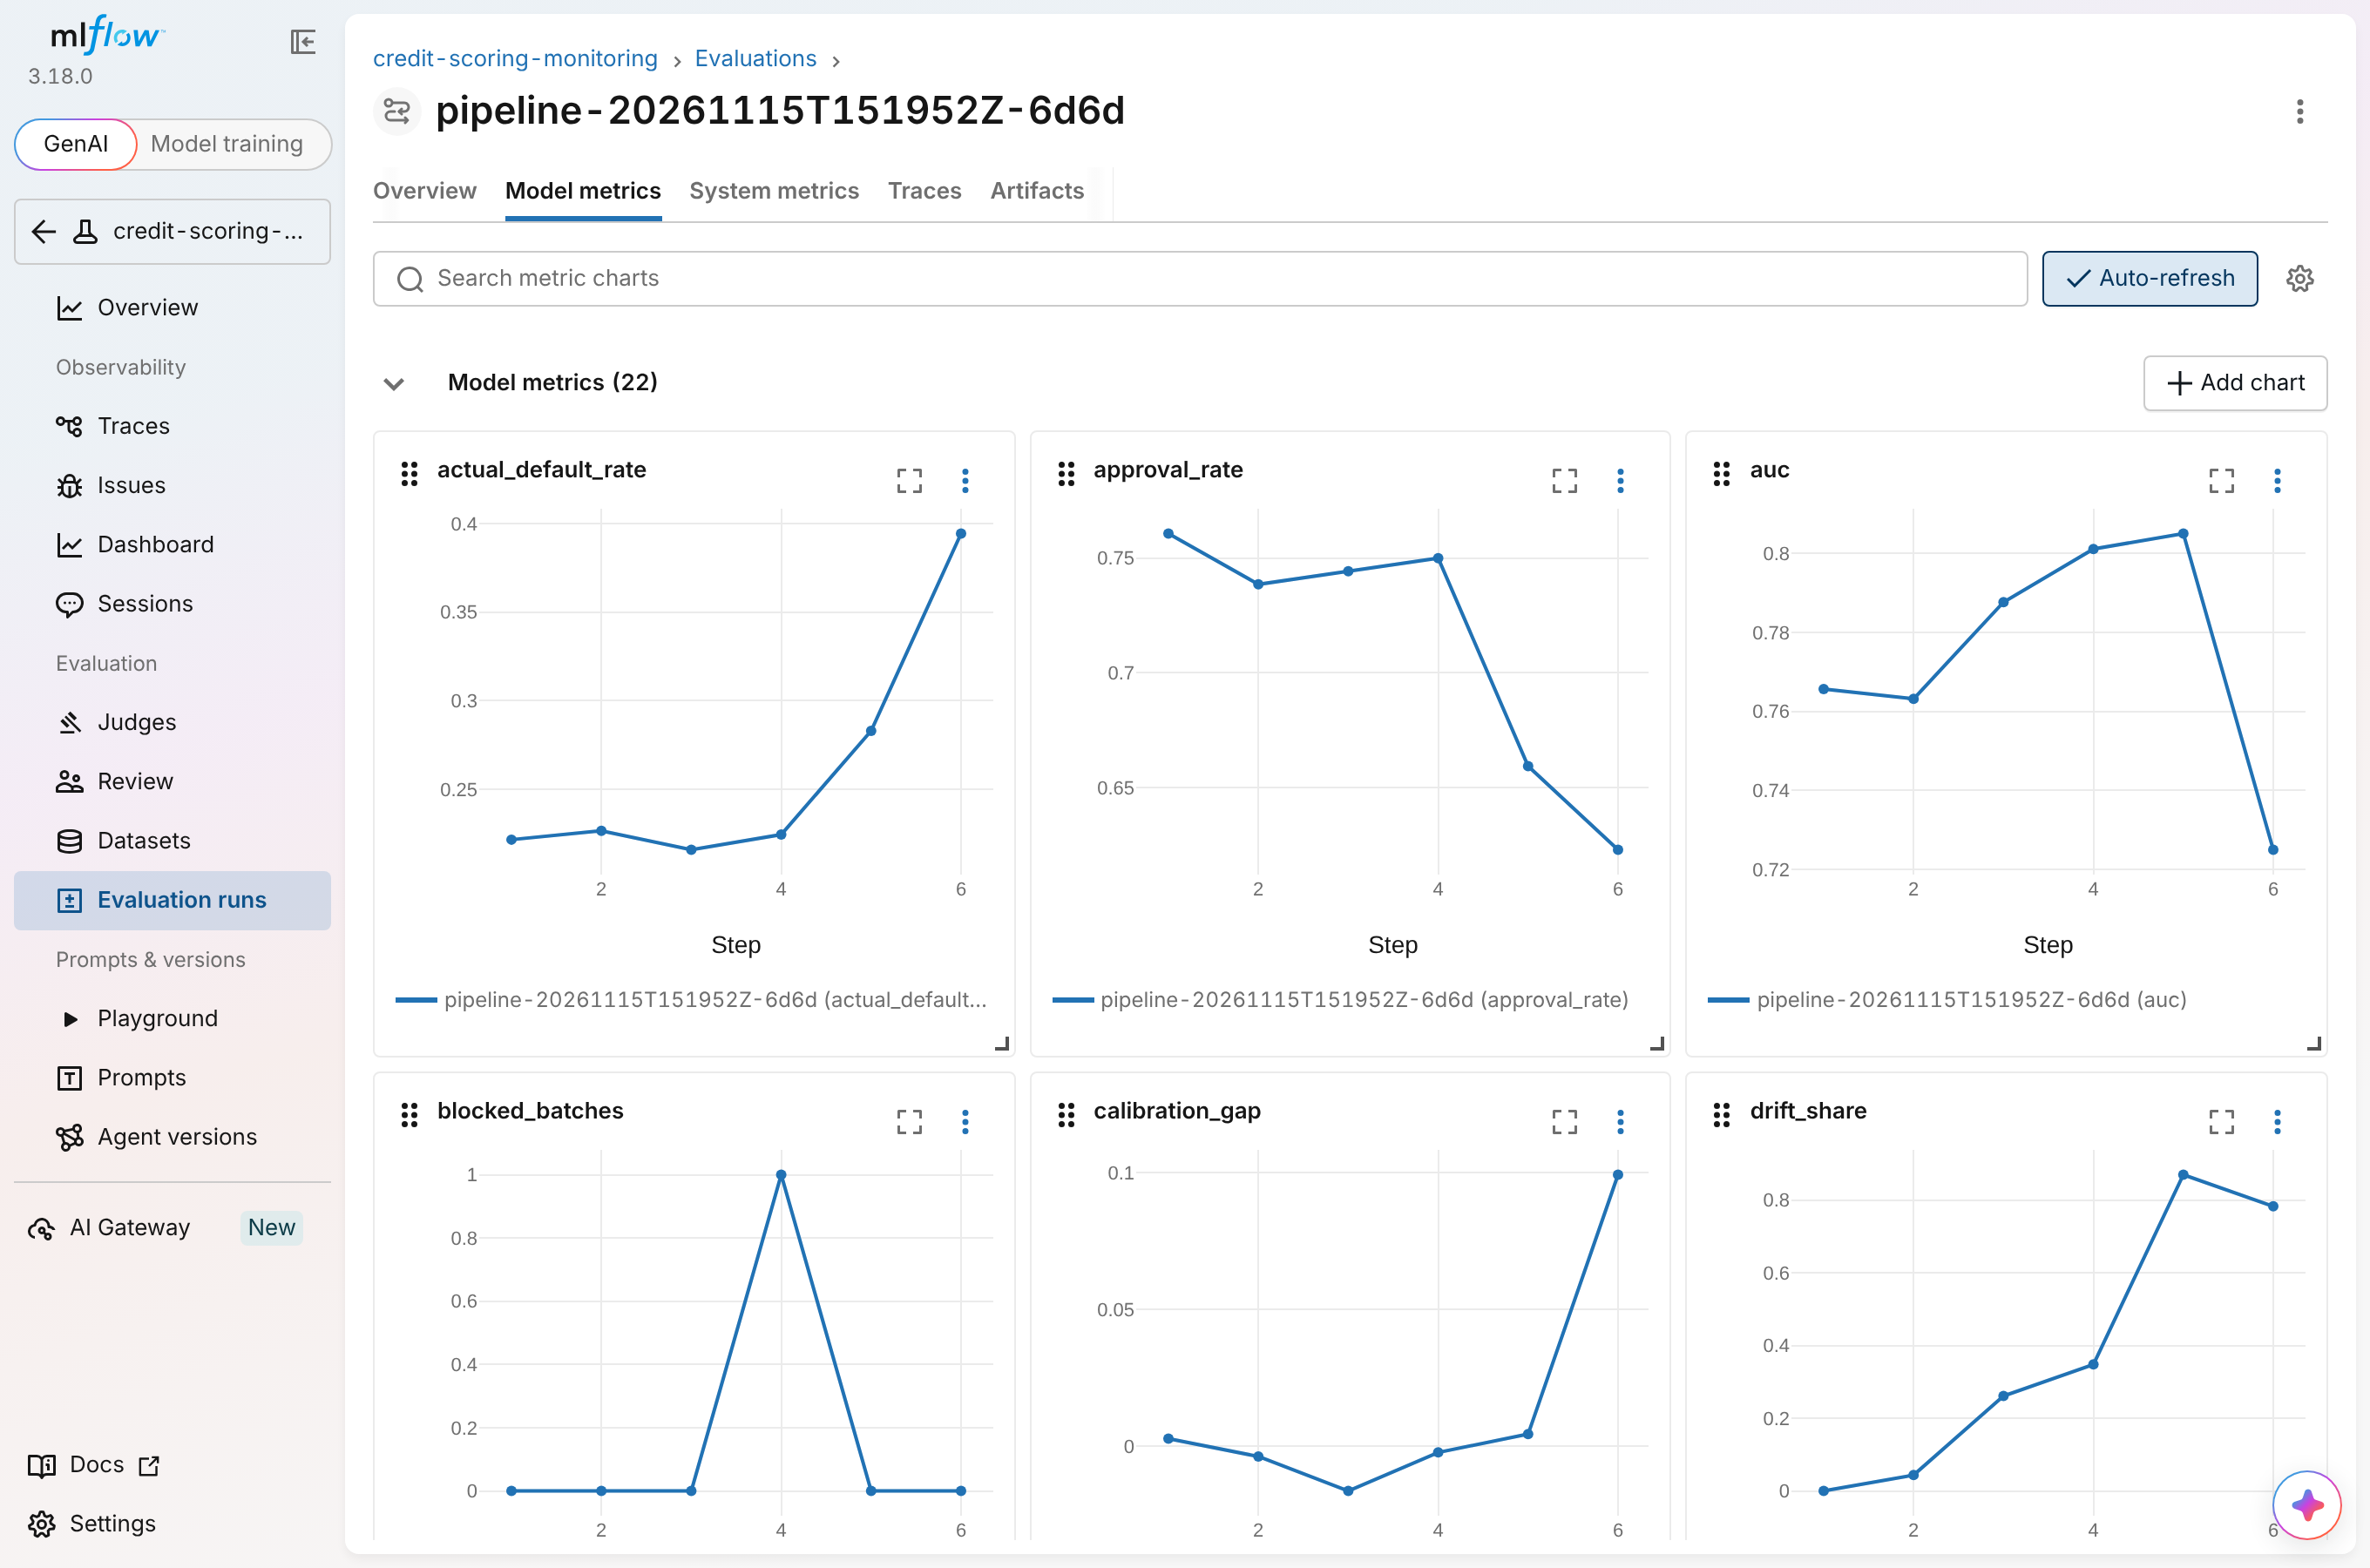 mlflow
3.18.0
GenAI
Model training
credit-scoring-...
Overview
Observability
Traces
Issues
Dashboard
Sessions
Evaluation
Judges
Review
Datasets
Evaluation runs
Prompts & versions
Playground
Prompts
Agent versions
AI Gateway
New
Docs
Settings
credit-scoring-monitoring > Evaluations >
pipeline-20261115T151952Z-6d6d
Overview Model metrics System metrics Traces Artifacts
Search metric charts
Auto-refresh
Model metrics (22)
Add chart
actual_default_rate
0.4
0.35
0.3
0.25
2 4 6
Step
pipeline-20261115T151952Z-6d6d (actual_default...
approval_rate
0.75
0.7
0.65
2 4 6
Step
pipeline-20261115T151952Z-6d6d (approval_rate)
auc
0.8
0.78
0.76
0.74
0.72
2 4 6
Step
pipeline-20261115T151952Z-6d6d (auc)
blocked_batches
1
0.8
0.6
0.4
0.2
0
2 4 6
calibration_gap
0.1
0.05
0
2 4 6
drift_share
0.8
0.6
0.4
0.2
0
2 4 6